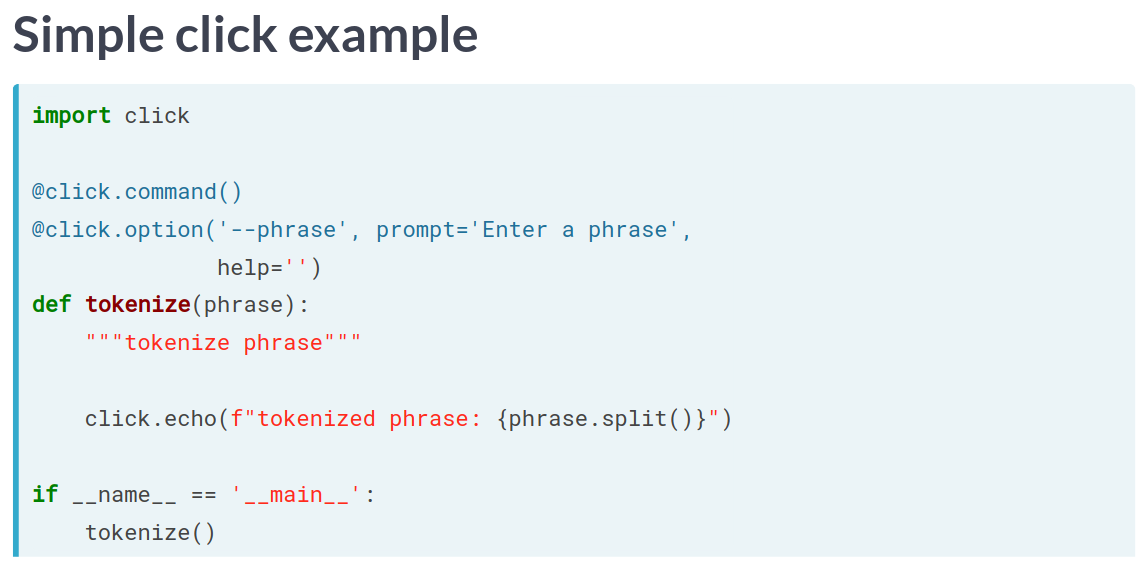 Simple click example
import click
@click.command()
@click.option('--phrase', prompt='Enter a phrase',
              help='')
def tokenize(phrase):
    """tokenize phrase"""
    click.echo(f"tokenized phrase: {phrase.split()}")
if __name__ == '__main__':
    tokenize()